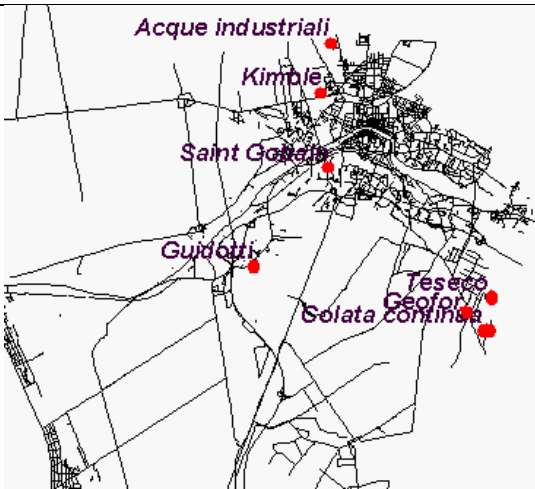 Acque industriali
Kimble
Saint Gobain
Guidotti
Teseco
Geofor
Colata continua